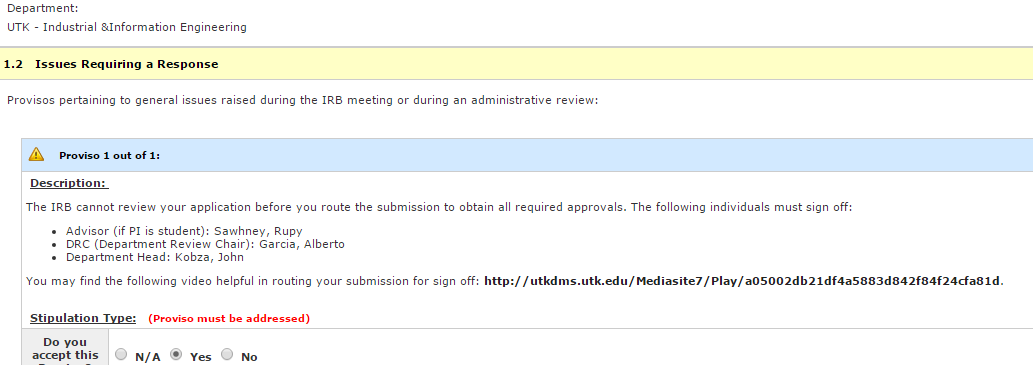 Department:
UTK - Industrial &Information Engineering
1.2 Issues Requiring a Response
Provisos pertaining to general issues raised during the IRB meeting or during an administrative review:
Proviso 1 out of 1:
Description:
The IRB cannot review your application before you route the submission to obtain all required approvals. The following individuals must sign off:
• Advisor (if PI is student): Sawhney, Rupy
• DRC (Department Review Chair): Garcia, Alberto
• Department Head: Kobza, John
You may find the following video helpful in routing your submission for sign off: http://utkdms.utk.edu/Mediasite7/Play/a05002db21df4a5883d842f84f24cfa81d.
Stipulation Type: (Proviso must be addressed)
Do you
accept this
N/A Yes No